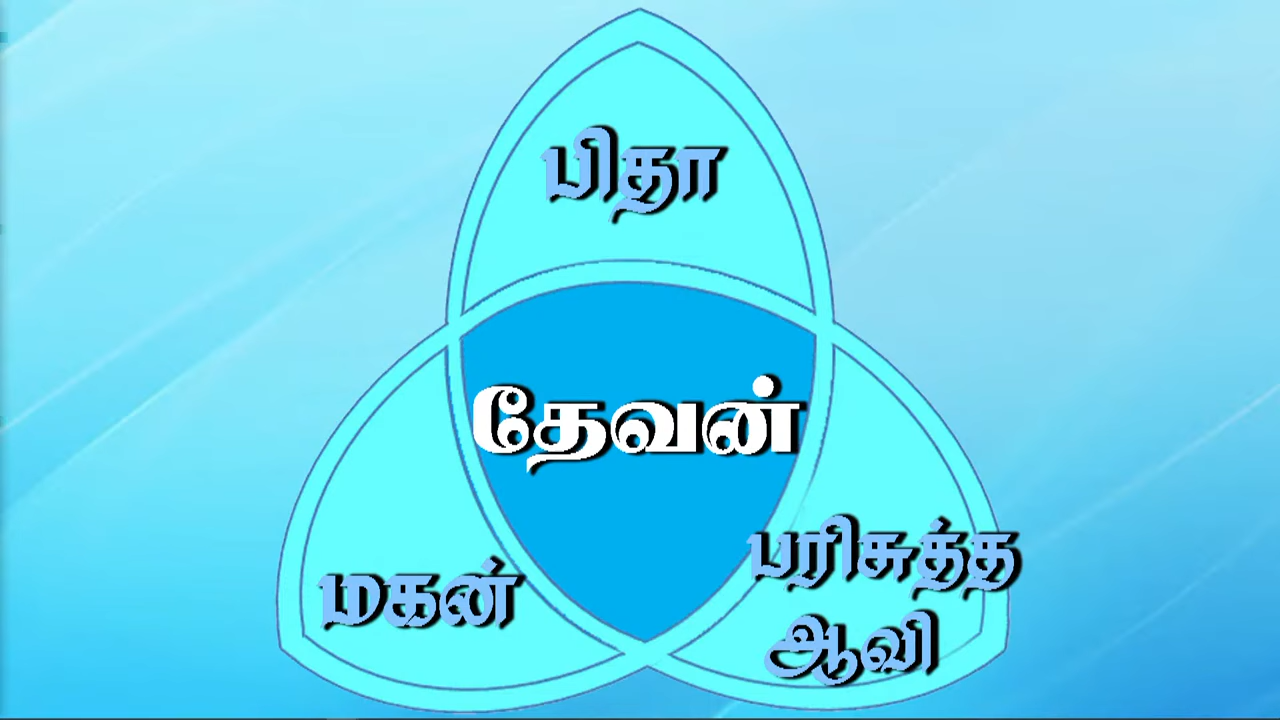 பிதா
தேவன்
மகன்
பரிசுத்த
ஆவி